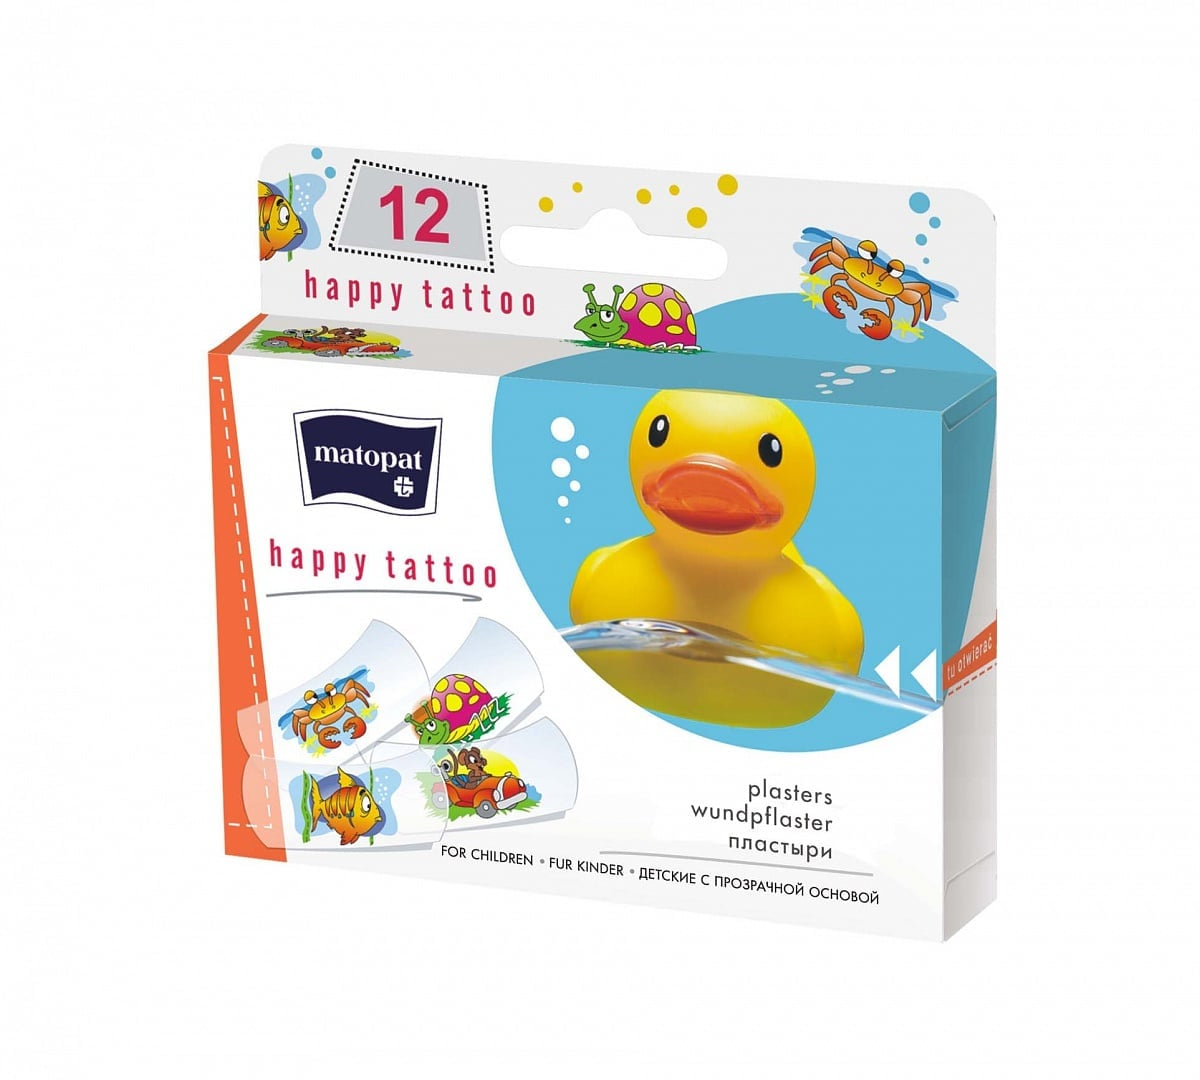 12
happy tattoo
matopat
happy tattoo
tu otwierać
plasters
wundpflaster
пластыри
FOR CHILDREN • FUR KINDER • ДЕТСКИЕ С ПРОЗРАЧНОЙ ОСНОВОЙ